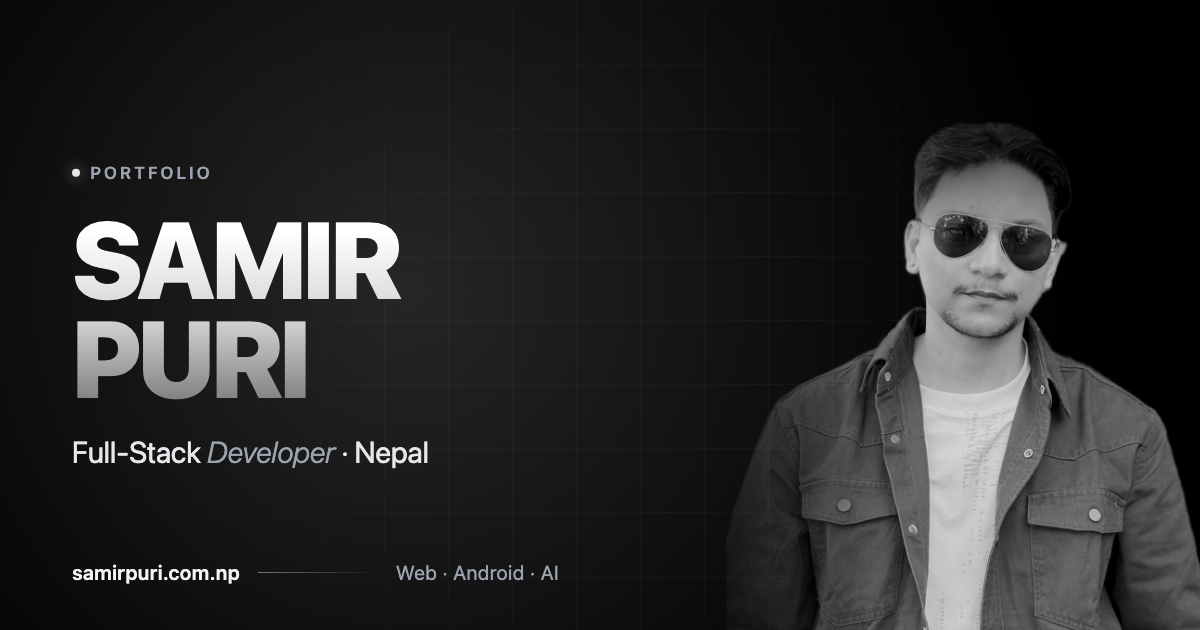 PORTFOLIO
SAMIR
PURI
Full-Stack Developer · Nepal
samirpuri.com.np
Web · Android · AI